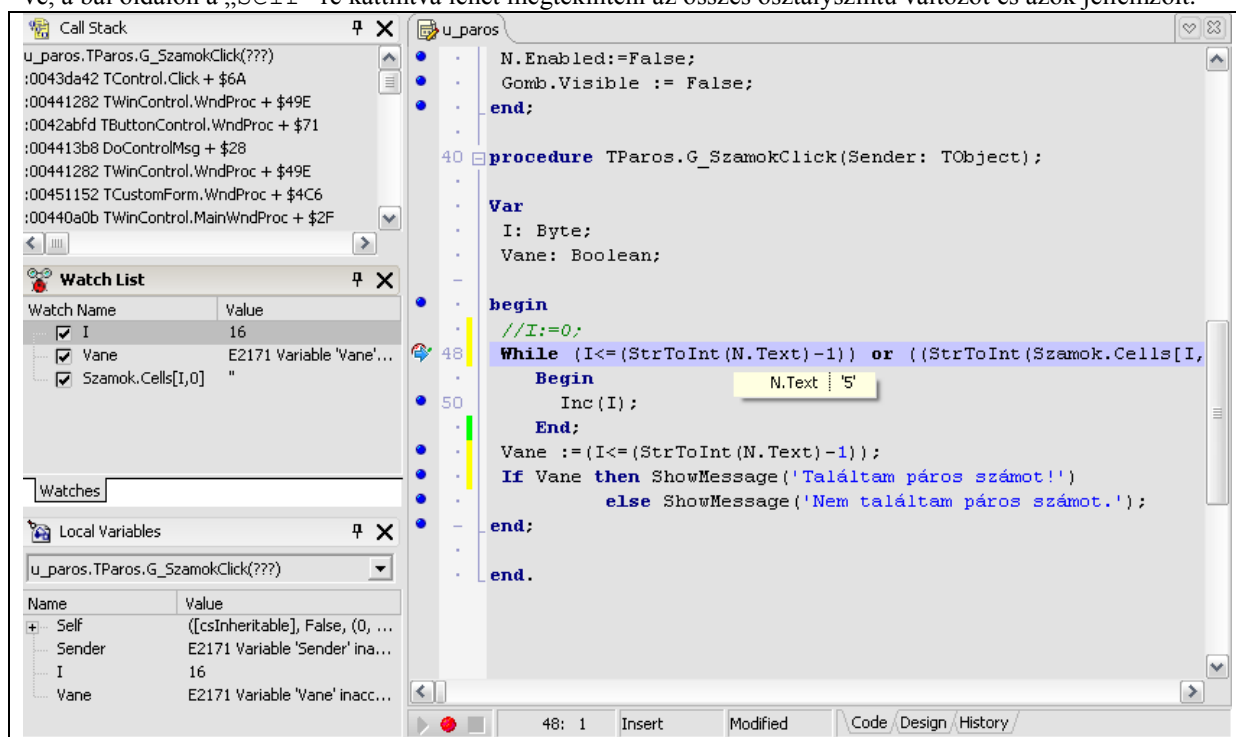 re, a bal oldalon a „Self"-re kattintva lehet megtekinteni az összes osztályszintű változót és azok jellemzőit.
Call Stack
u_paros.TParos.G_SzamokClick(???)
:0043da42 TControl.Click + $6A
:00441282 TWinControl.WndProc + $49E
:0042abfd TButtonControl.WndProc + $71
:004413b8 DoControlMsg + $28
:00441282 TWinControl.WndProc + $49E
:00451152 TCustomForm.WndProc + $4C6
:00440a0b TWinControl.MainWndProc + $2F
Watch List
Watch Name Value
I 16
Vane E2171 Variable 'Vane'...
Szamok.Cells[I,0] ''
Watches
Local Variables
u_paros.TParos.G_SzamokClick(???)
Name Value
Self ([csInheritable], False, (0, ...
Sender E2171 Variable 'Sender' ina...
I 16
Vane E2171 Variable 'Vane' inacc...
u_paros
N.Enabled:=False;
Gomb.Visible := False;
end;
40 procedure TParos.G_SzamokClick(Sender: TObject);
Var
I: Byte;
Vane: Boolean;
begin
//I:=0;
48 While (I<=(StrToInt(N.Text)-1)) or ((StrToInt(Szamok.Cells[I,
Begin
N.Text '5'
50 Inc(I);
End;
Vane :=(I<=(StrToInt(N.Text)-1));
If Vane then ShowMessage('Találtam páros számot!')
else ShowMessage('Nem találtam páros számot.');
end;
end.
48: 1 Insert Modified Code Design History